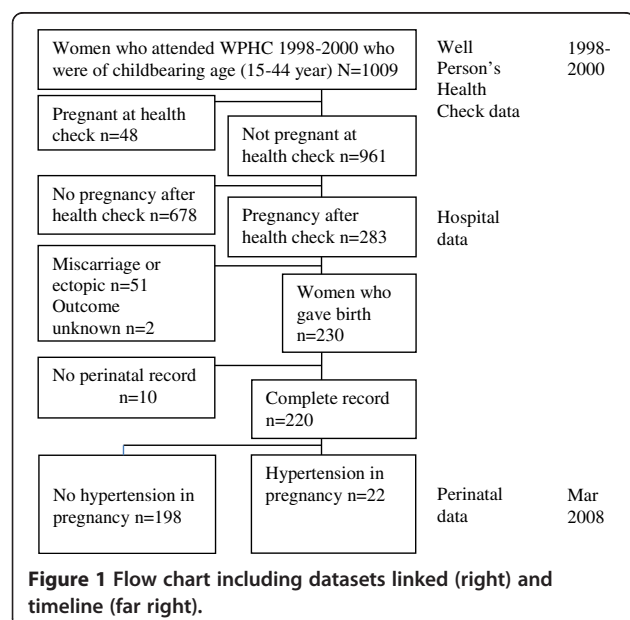 Women who attended WPHC 1998-2000 who
were of childbearing age (15-44 year) N=1009
Well
Person's
Health
Check data
1998-
2000
Pregnant at health
check n=48
Not pregnant at
health check n=961
No pregnancy after
health check n=678
Pregnancy after
health check n=283
Hospital
data
Miscarriage or
ectopic n=51
Outcome
unknown n=2
Women who
gave birth
n=230
No perinatal record
n=10
Complete record
n=220
No hypertension in
pregnancy n=198
Hypertension in
pregnancy n=22
Perinatal
data
Mar
2008
Figure 1 Flow chart including datasets linked (right) and
timeline (far right).